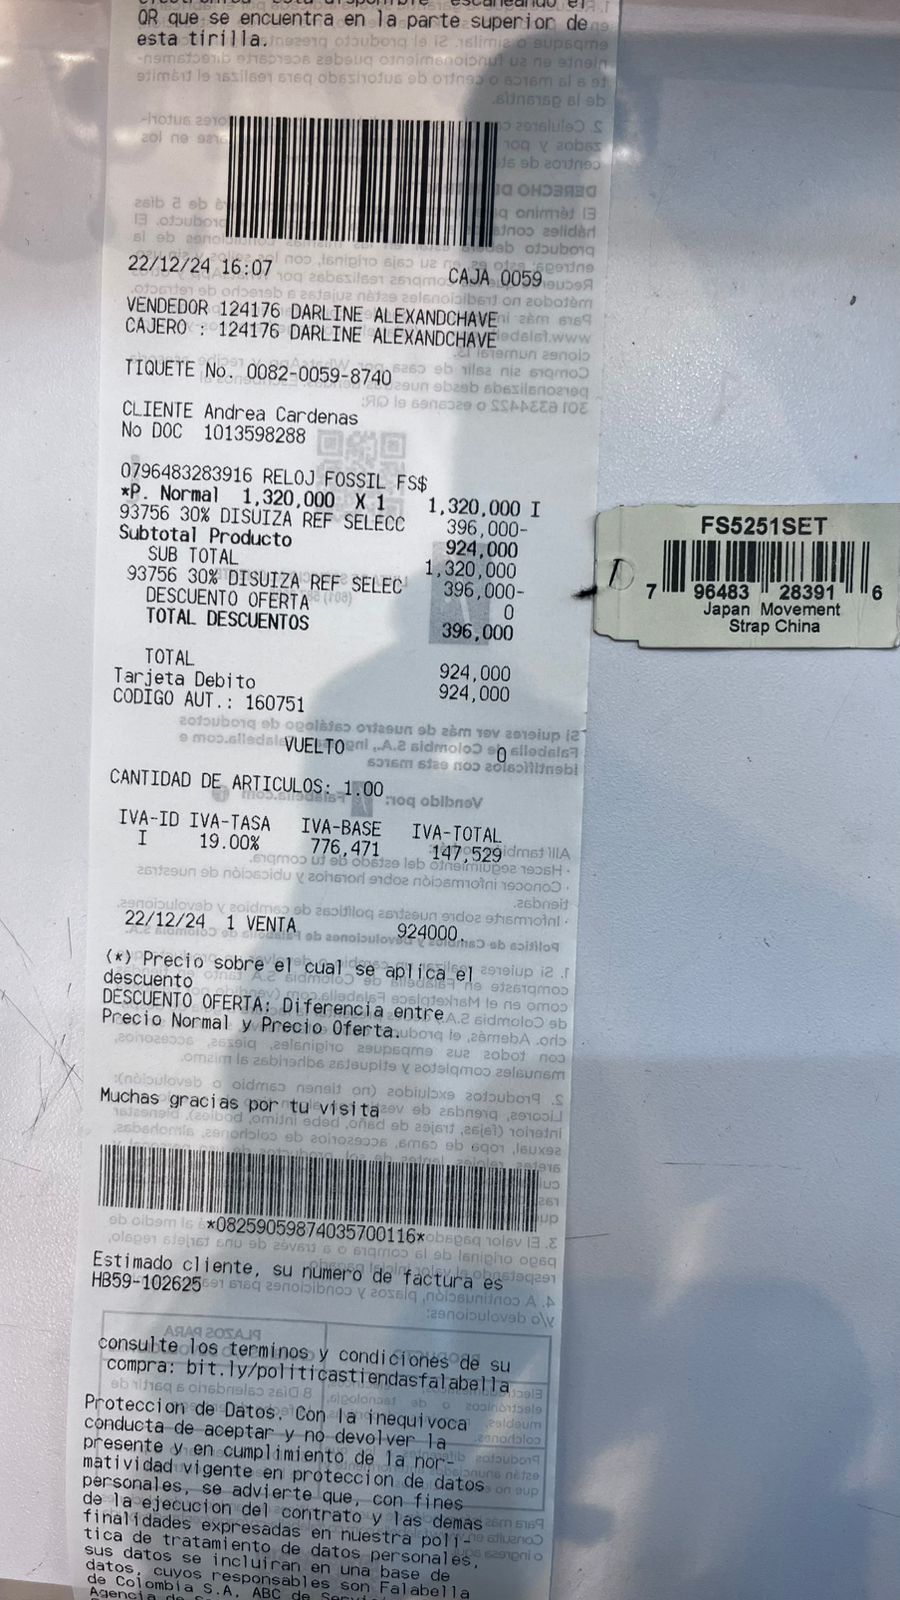 QR que se encuentra en la parte superior de
esta tirilla.
22/12/24 16:07 CAJA 0059
VENDEDOR 124176 DARLINE ALEXANDCHAVE
CAJERO : 124176 DARLINE ALEXANDCHAVE
TIQUETE No. 0082-0059-8740
CLIENTE Andrea Cardenas
No DOC 1013598288
0796483283916 RELOJ FOSSIL FS$
*P. Normal 1,320,000 X 1 1,320,000 I
93756 30% DISUIZA REF SELECC 396,000-
Subtotal Producto 924,000
SUB TOTAL 1,320,000
93756 30% DISUIZA REF SELEC 396,000-
DESCUENTO OFERTA 0
TOTAL DESCUENTOS 396,000
TOTAL 924,000
Tarjeta Debito 924,000
CODIGO AUT.: 160751
VUELTO 0
CANTIDAD DE ARTICULOS: 1.00
IVA-ID IVA-TASA IVA-BASE IVA-TOTAL
I 19.00% 776,471 147,529
22/12/24 1 VENTA 924000.
(*) Precio sobre el cual se aplica el
descuento
DESCUENTO OFERTA: Diferencia entre
Precio Normal y Precio Oferta.
Muchas gracias por tu visita
*08259059874035700116*
Estimado cliente, su numero de factura es
HB59-102625
consulte los terminos y condiciones de su
compra: bit.ly/politicastiendasfalabella
Proteccion de Datos. Con la inequivoca
conducta de aceptar y no devolver la
presente y en cumplimiento de la nor-
matividad vigente en proteccion de datos
personales, se advierte que, con fines
de la ejecucion del contrato y las demas
finalidades expresadas en nuestra poli-
tica de tratamiento de datos personales,
sus datos se incluiran en una base de
datos, cuyos responsables son Falabella
de Colombia S.A. ABC de
FS5251SET
7 96483 28391 6
Japan Movement
Strap China